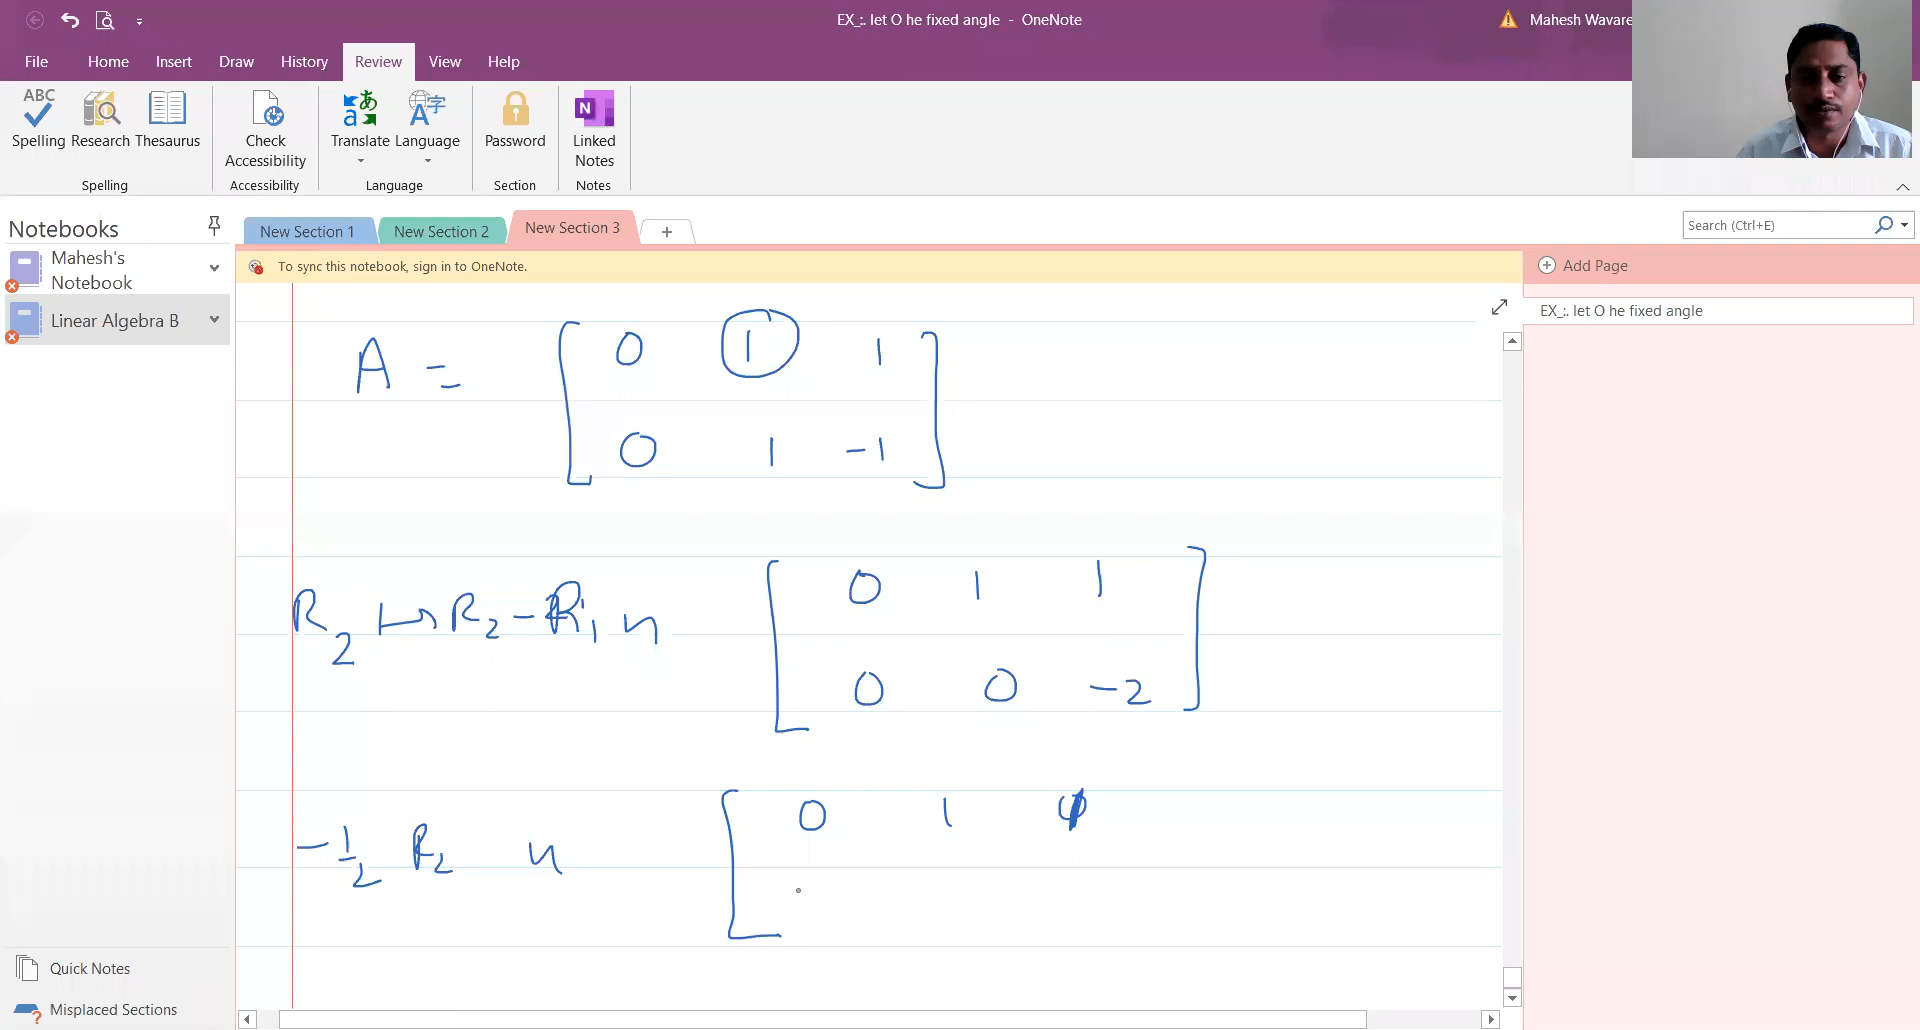 EX_:. let O he fixed angle - OneNote
Mahesh Wavare
File Home Insert Draw History Review View Help
ABC
Spelling Research Thesaurus
Check Accessibility
Translate Language
Password
Linked Notes
Spelling Accessibility Language Section Notes
Notebooks
Mahesh's Notebook
Linear Algebra B
New Section 1 New Section 2 New Section 3 +
Search (Ctrl+E)
To sync this notebook, sign in to OneNote.
Add Page
EX_:. let O he fixed angle
A = [ 0 1 1
0 1 -1 ]
R2 ↦ R2 - R1 ~ [ 0 1 1
0 0 -2 ]
-1/2 R2 ~ [ 0 1
Quick Notes
Misplaced Sections